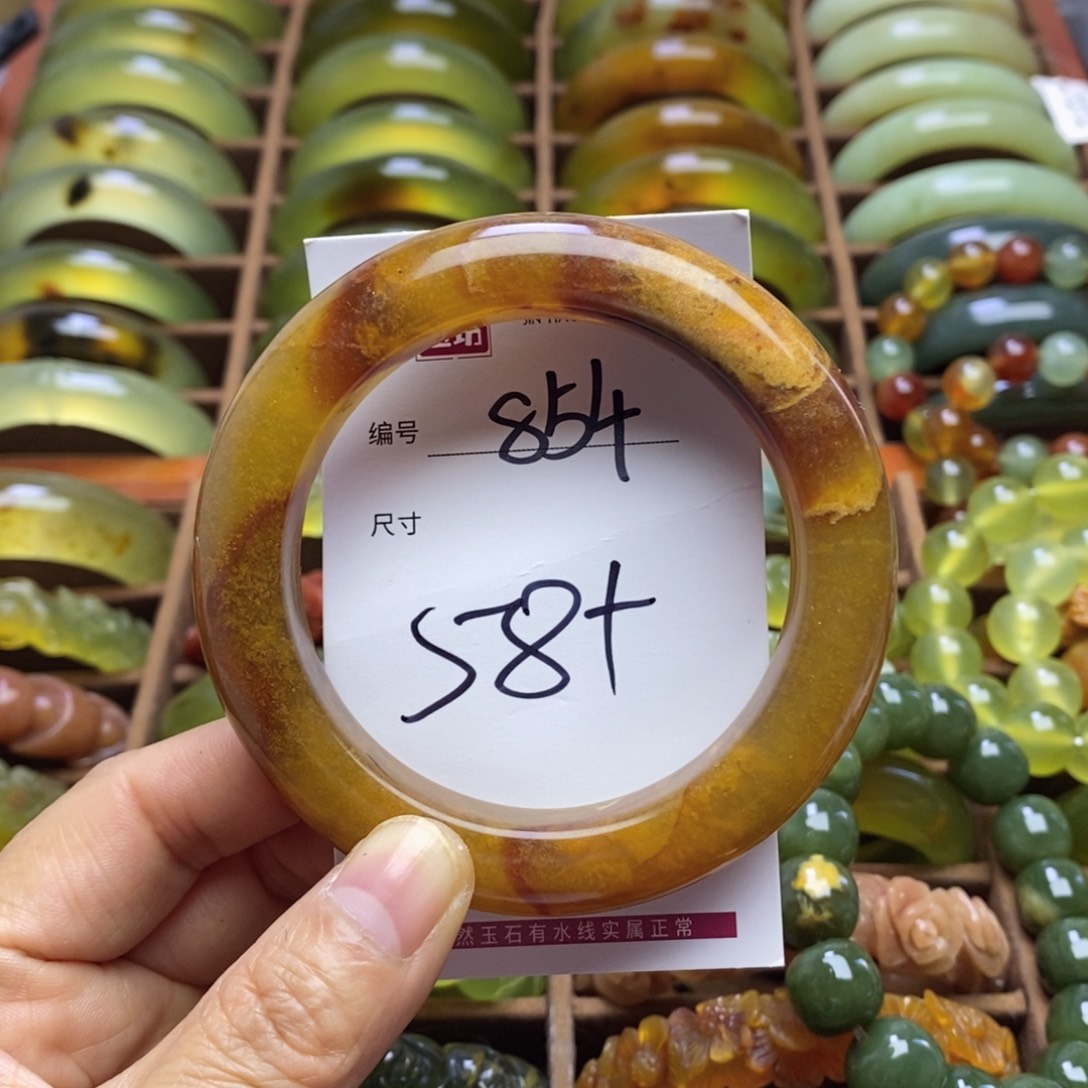 编号 854
尺寸
58+
然玉石有水线实属正常